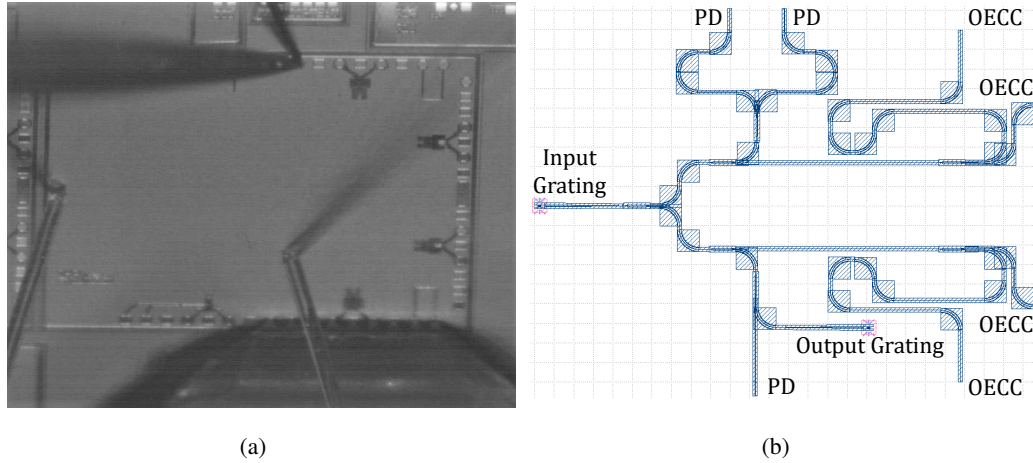 PD
PD
OECC
OECC
Input
Grating
OECC
Output Grating
PD
OECC
(a)
(b)